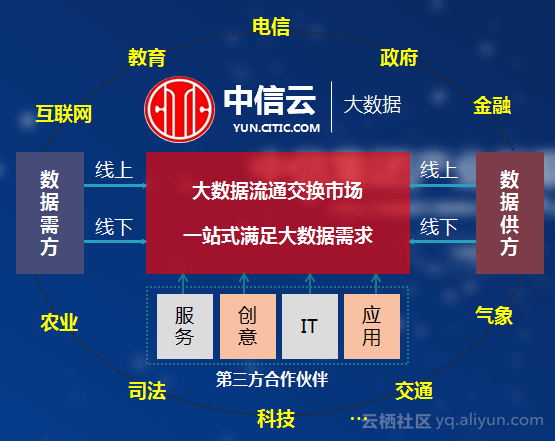 电信
教育
政府
互联网
中信云
YUN.CITIC.COM
大数据
金融
数据需方
线上
线下
大数据流通交换市场
一站式满足大数据需求
线上
线下
数据供方
农业
服务
创意
IT
应用
气象
第三方合作伙伴
司法
交通
科技
...
云栖社区 yq.aliyun.com